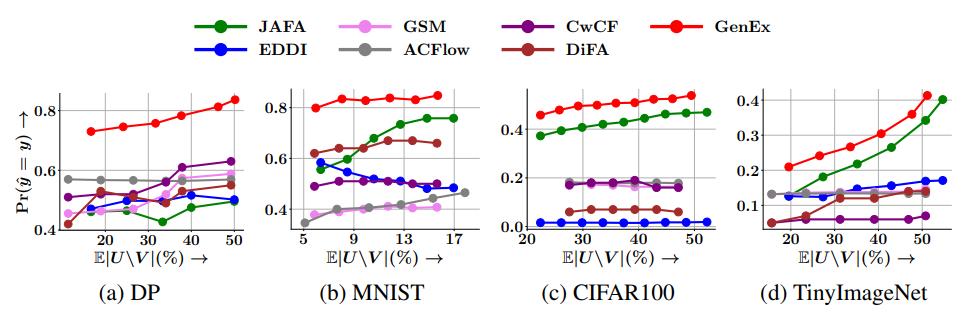 JAFA GSM CwCF GenEx
EDDI ACFlow DiFA
Pr(ŷ = y) →
0.8
0.6
0.4
20 30 40 50
𝔼|U\V|(%) →
(a) DP
0.8
0.6
0.4
5 9 13 17
𝔼|U\V|(%) →
(b) MNIST
0.4
0.2
0.0
20 30 40 50
𝔼|U\V|(%) →
(c) CIFAR100
0.4
0.3
0.2
0.1
20 30 40 50
𝔼|U\V|(%) →
(d) TinyImageNet